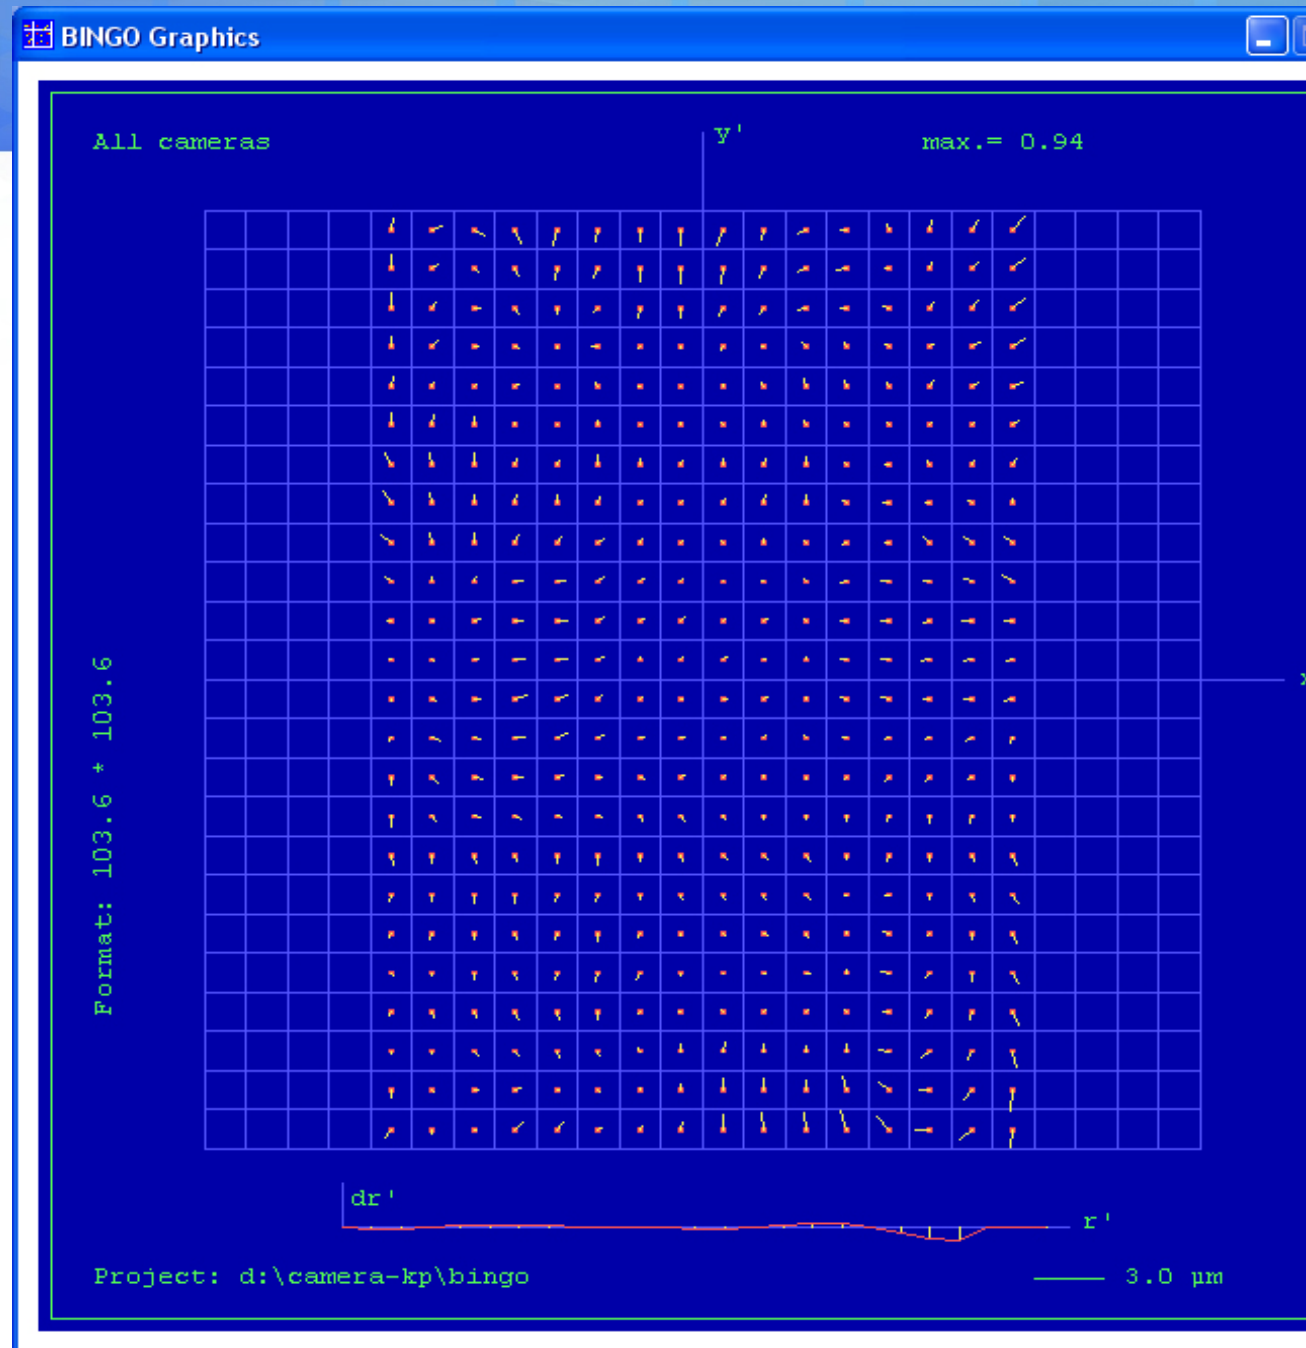 BINGO Graphics
All cameras
y'
max.= 0.94
x
Format: 103.6 * 103.6
dr'
r'
Project: d:\camera-kp\bingo
3.0 µm